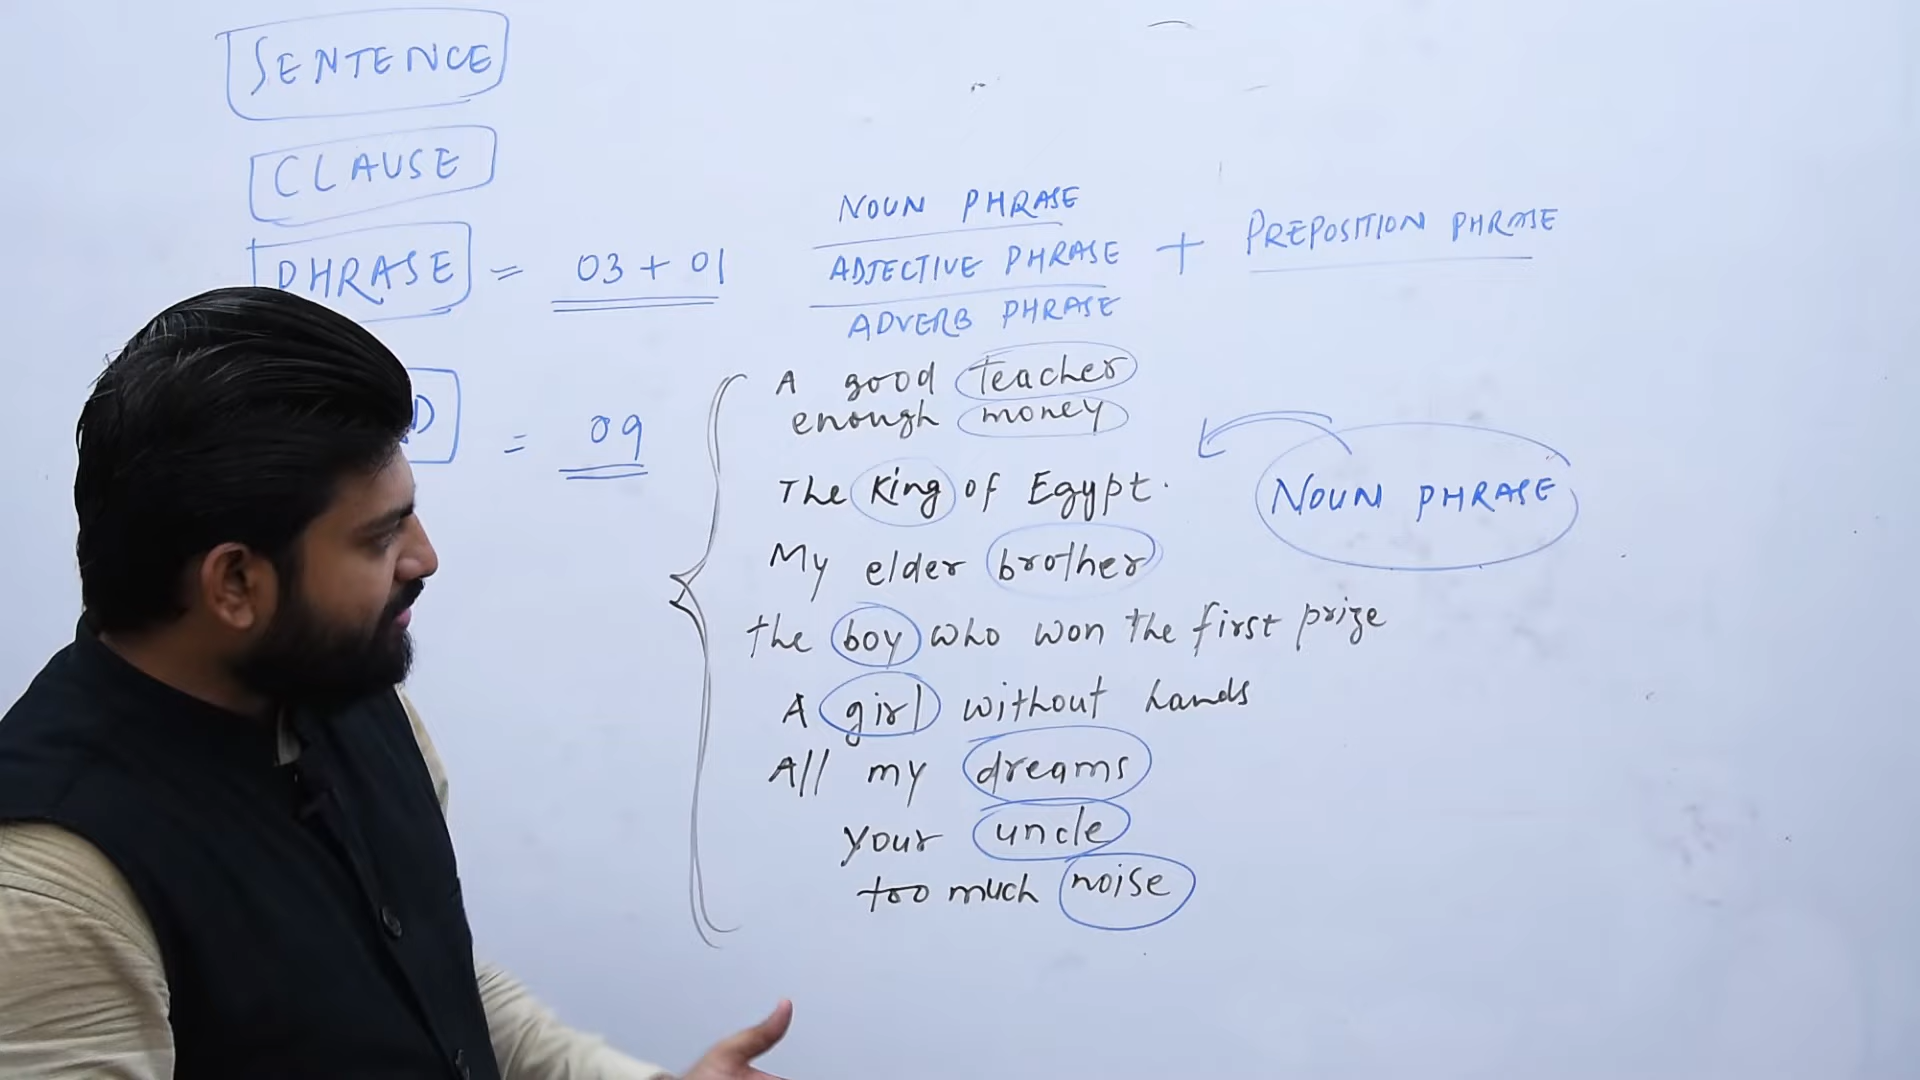 SENTENCE
CLAUSE
PHRASE = 03 + 01
NOUN PHRASE
ADJECTIVE PHRASE + PREPOSITION PHRASE
ADVERB PHRASE
= 09
A good teacher
enough money
The King of Egypt.
NOUN PHRASE
My elder brother
the boy who won the first prize
A girl without hands
All my dreams
your uncle
too much noise